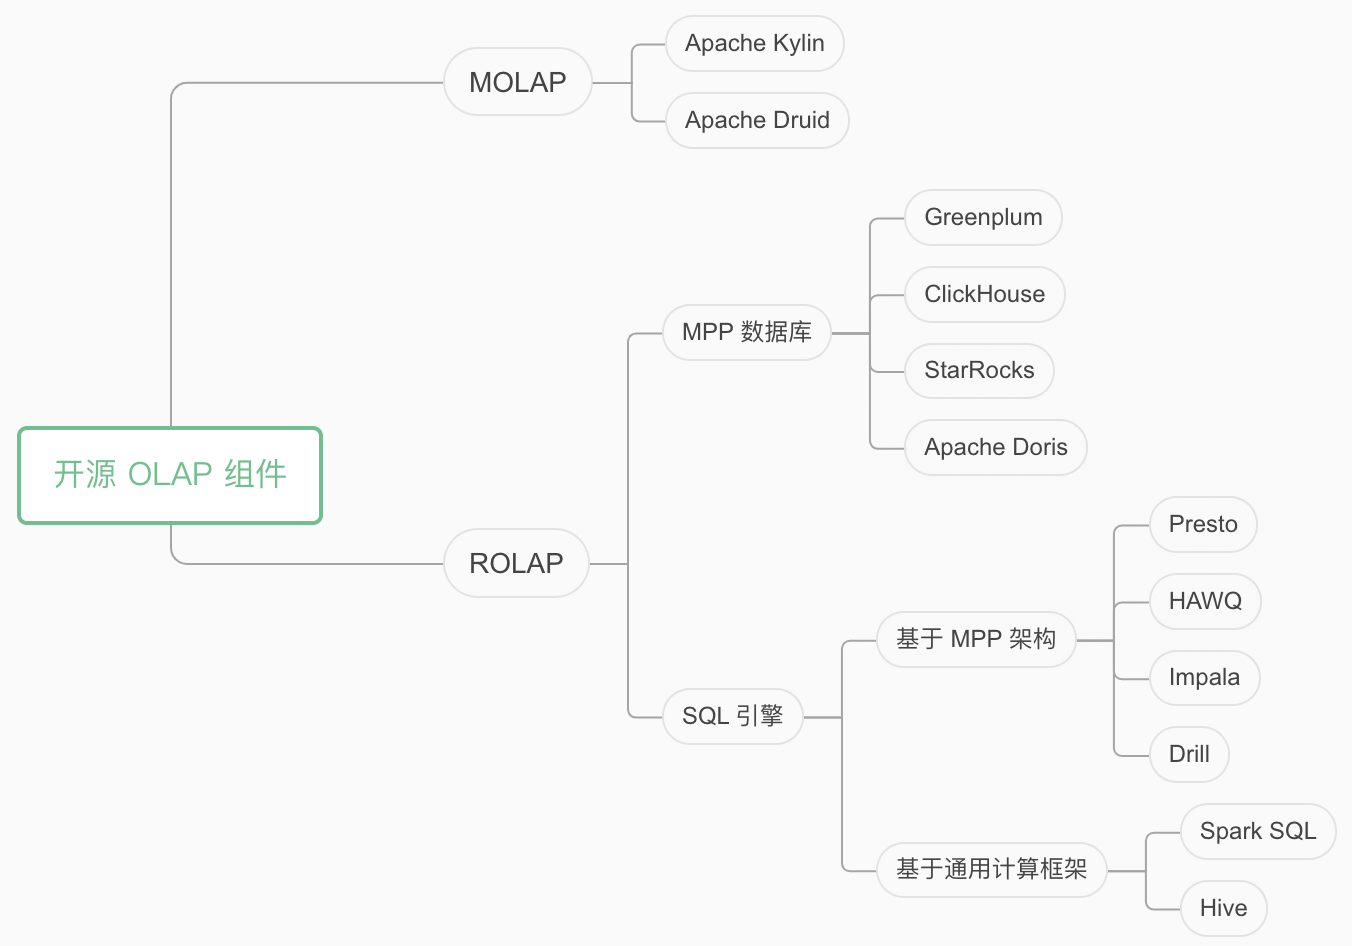 开源 OLAP 组件
MOLAP
Apache Kylin
Apache Druid
ROLAP
MPP 数据库
Greenplum
ClickHouse
StarRocks
Apache Doris
SQL 引擎
基于 MPP 架构
Presto
HAWQ
Impala
Drill
基于通用计算框架
Spark SQL
Hive